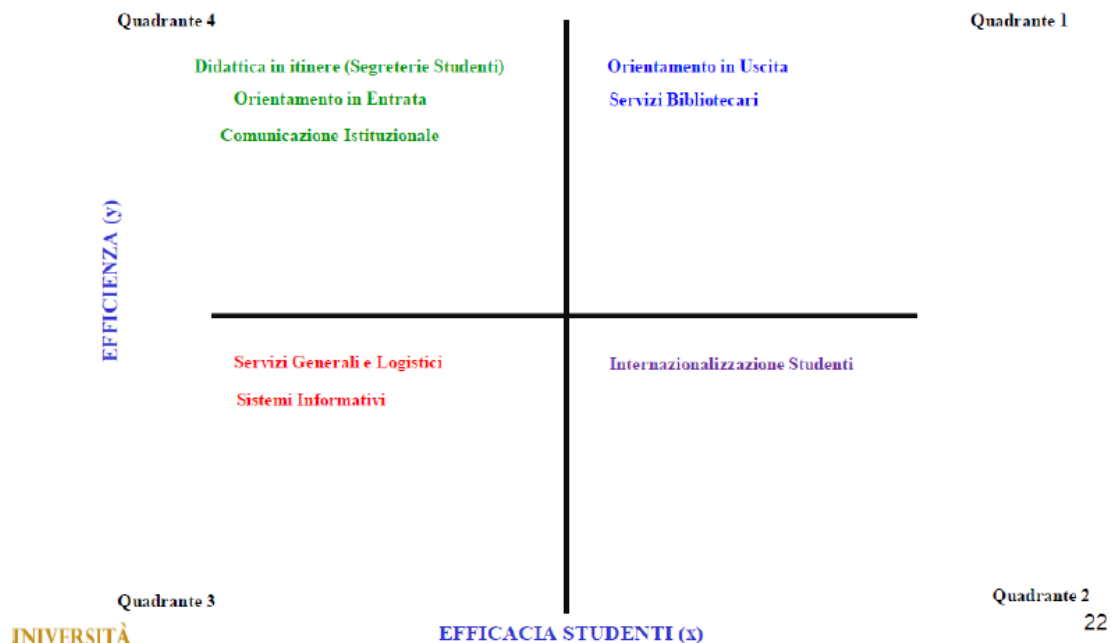 Quadrante 4
Quadrante 1
Didattica in itinere (Segreterie Studenti)
Orientamento in Entrata
Comunicazione Istituzionale
Orientamento in Uscita
Servizi Bibliotecari
EFFICIENZA (y)
Servizi Generali e Logistici
Sistemi Informativi
Internazionalizzazione Studenti
Quadrante 3
Quadrante 2
EFFICACIA STUDENTI (x)
22
UNIVERSITÀ